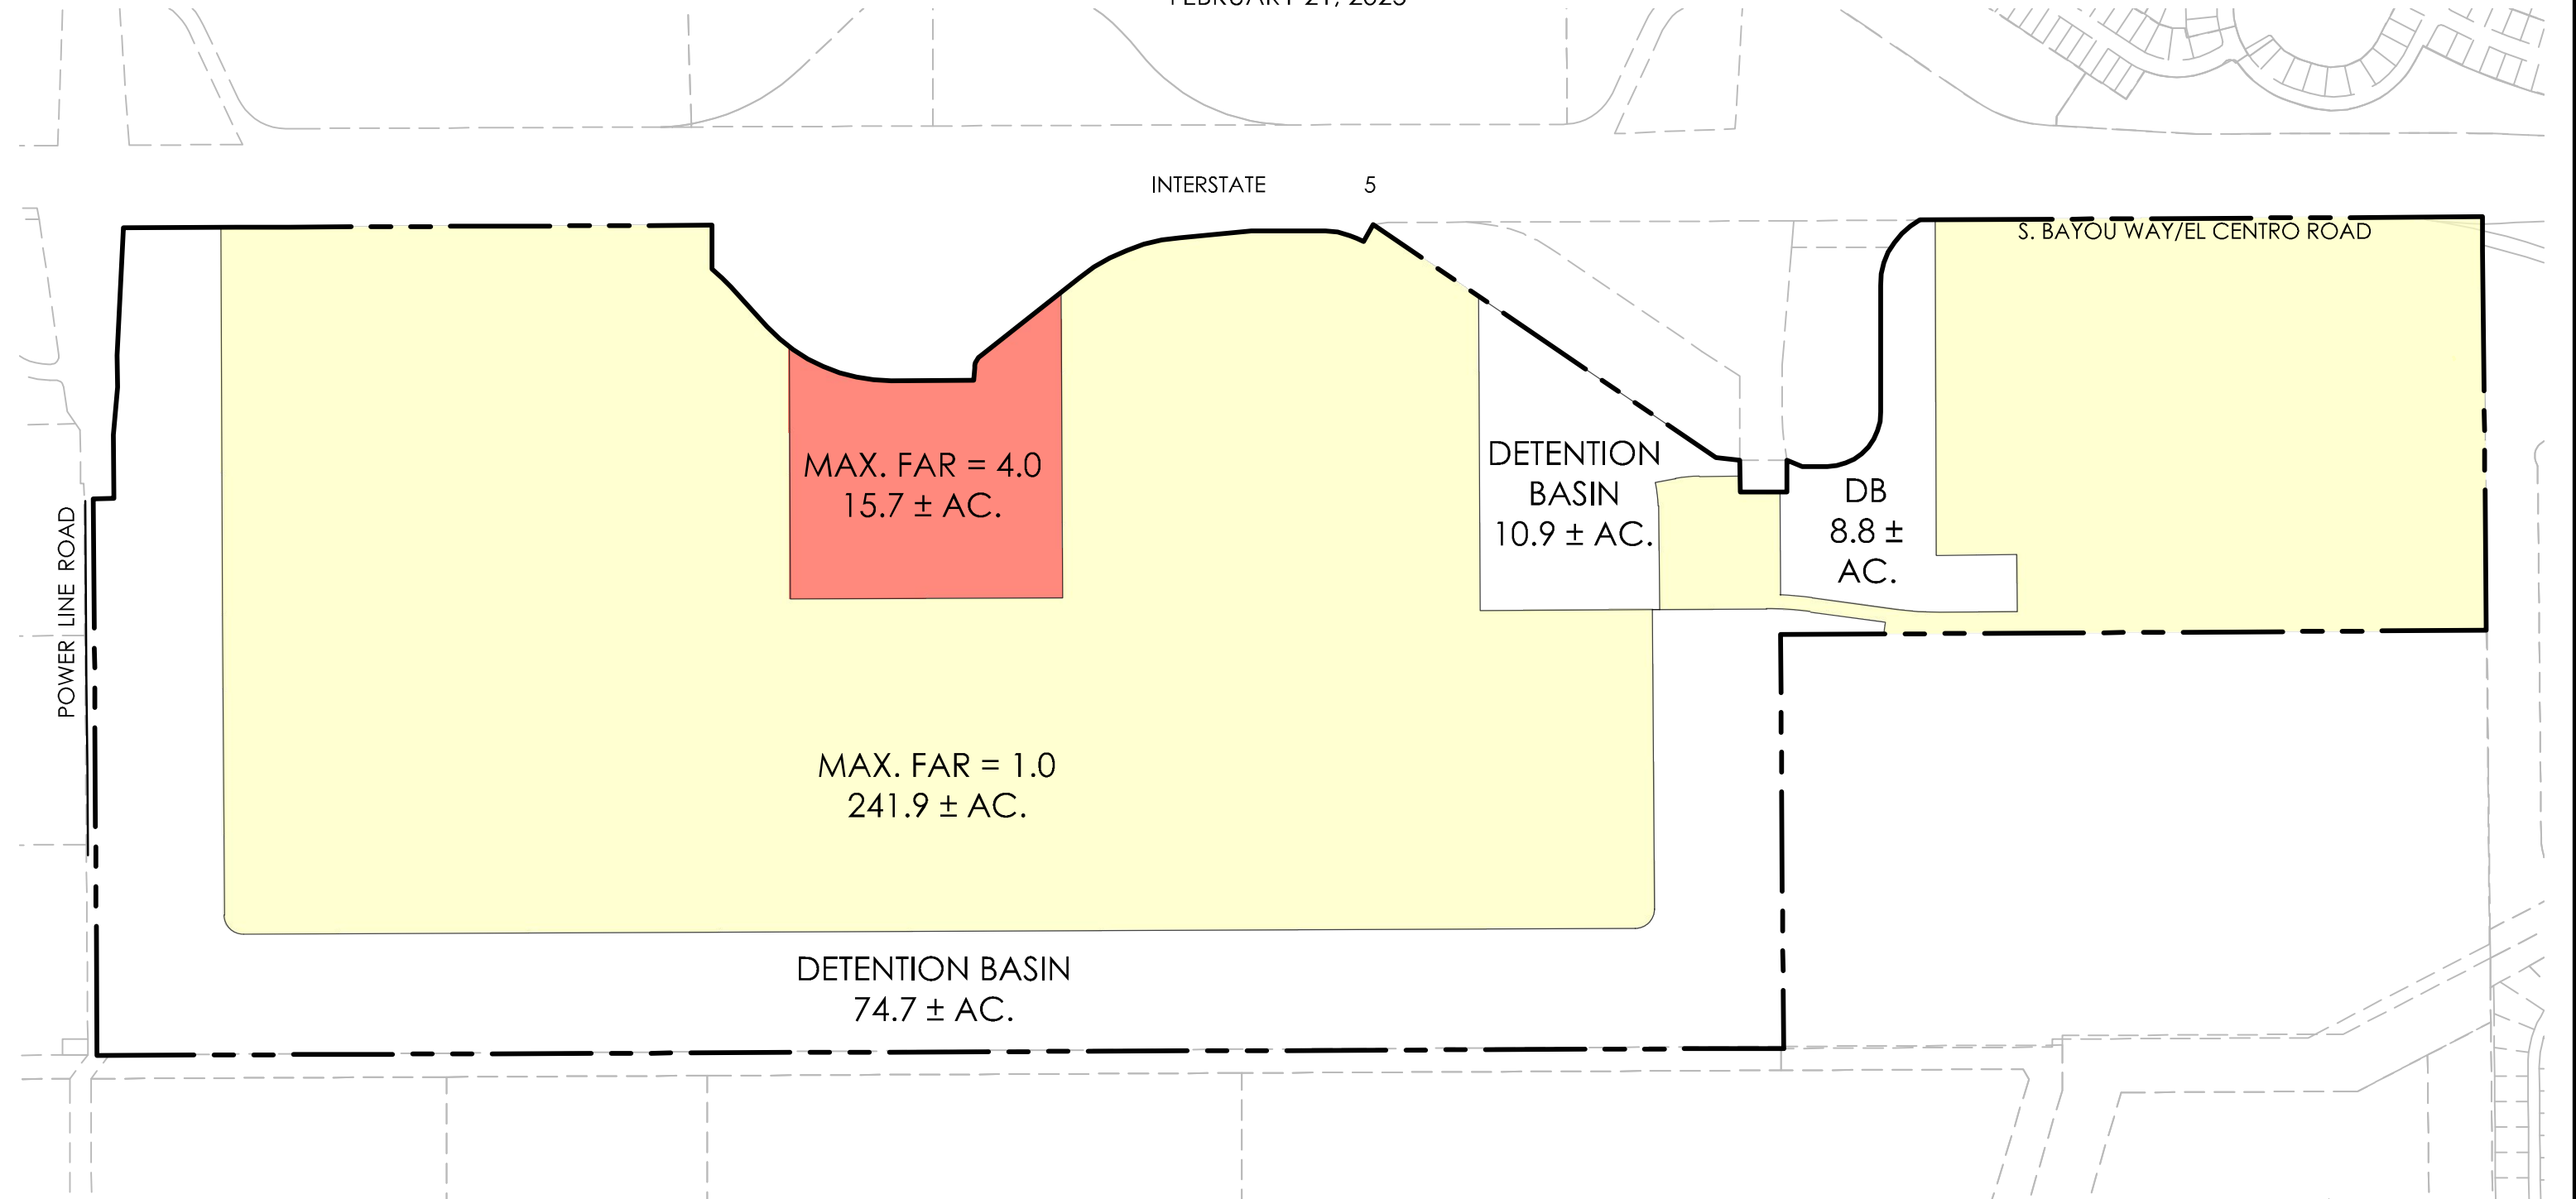 INTERSTATE 5
S. BAYOU WAY/EL CENTRO ROAD
MAX. FAR = 4.0
15.7 ± AC.
DETENTION
BASIN
10.9 ± AC.
DB
8.8 ±
AC.
POWER LINE ROAD
MAX. FAR = 1.0
241.9 ± AC.
DETENTION BASIN
74.7 ± AC.